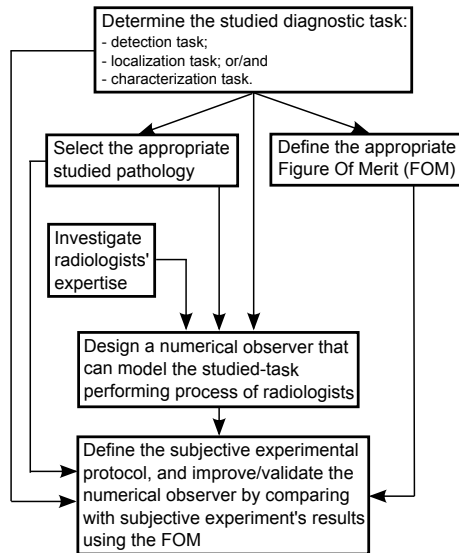 Determine the studied diagnostic task:
- detection task;
- localization task; or/and
- characterization task.
Select the appropriate
studied pathology
Define the appropriate
Figure Of Merit (FOM)
Investigate
radiologists'
expertise
Design a numerical observer that
can model the studied-task
performing process of radiologists
Define the subjective experimental
protocol, and improve/validate the
numerical observer by comparing
with subjective experiment's results
using the FOM